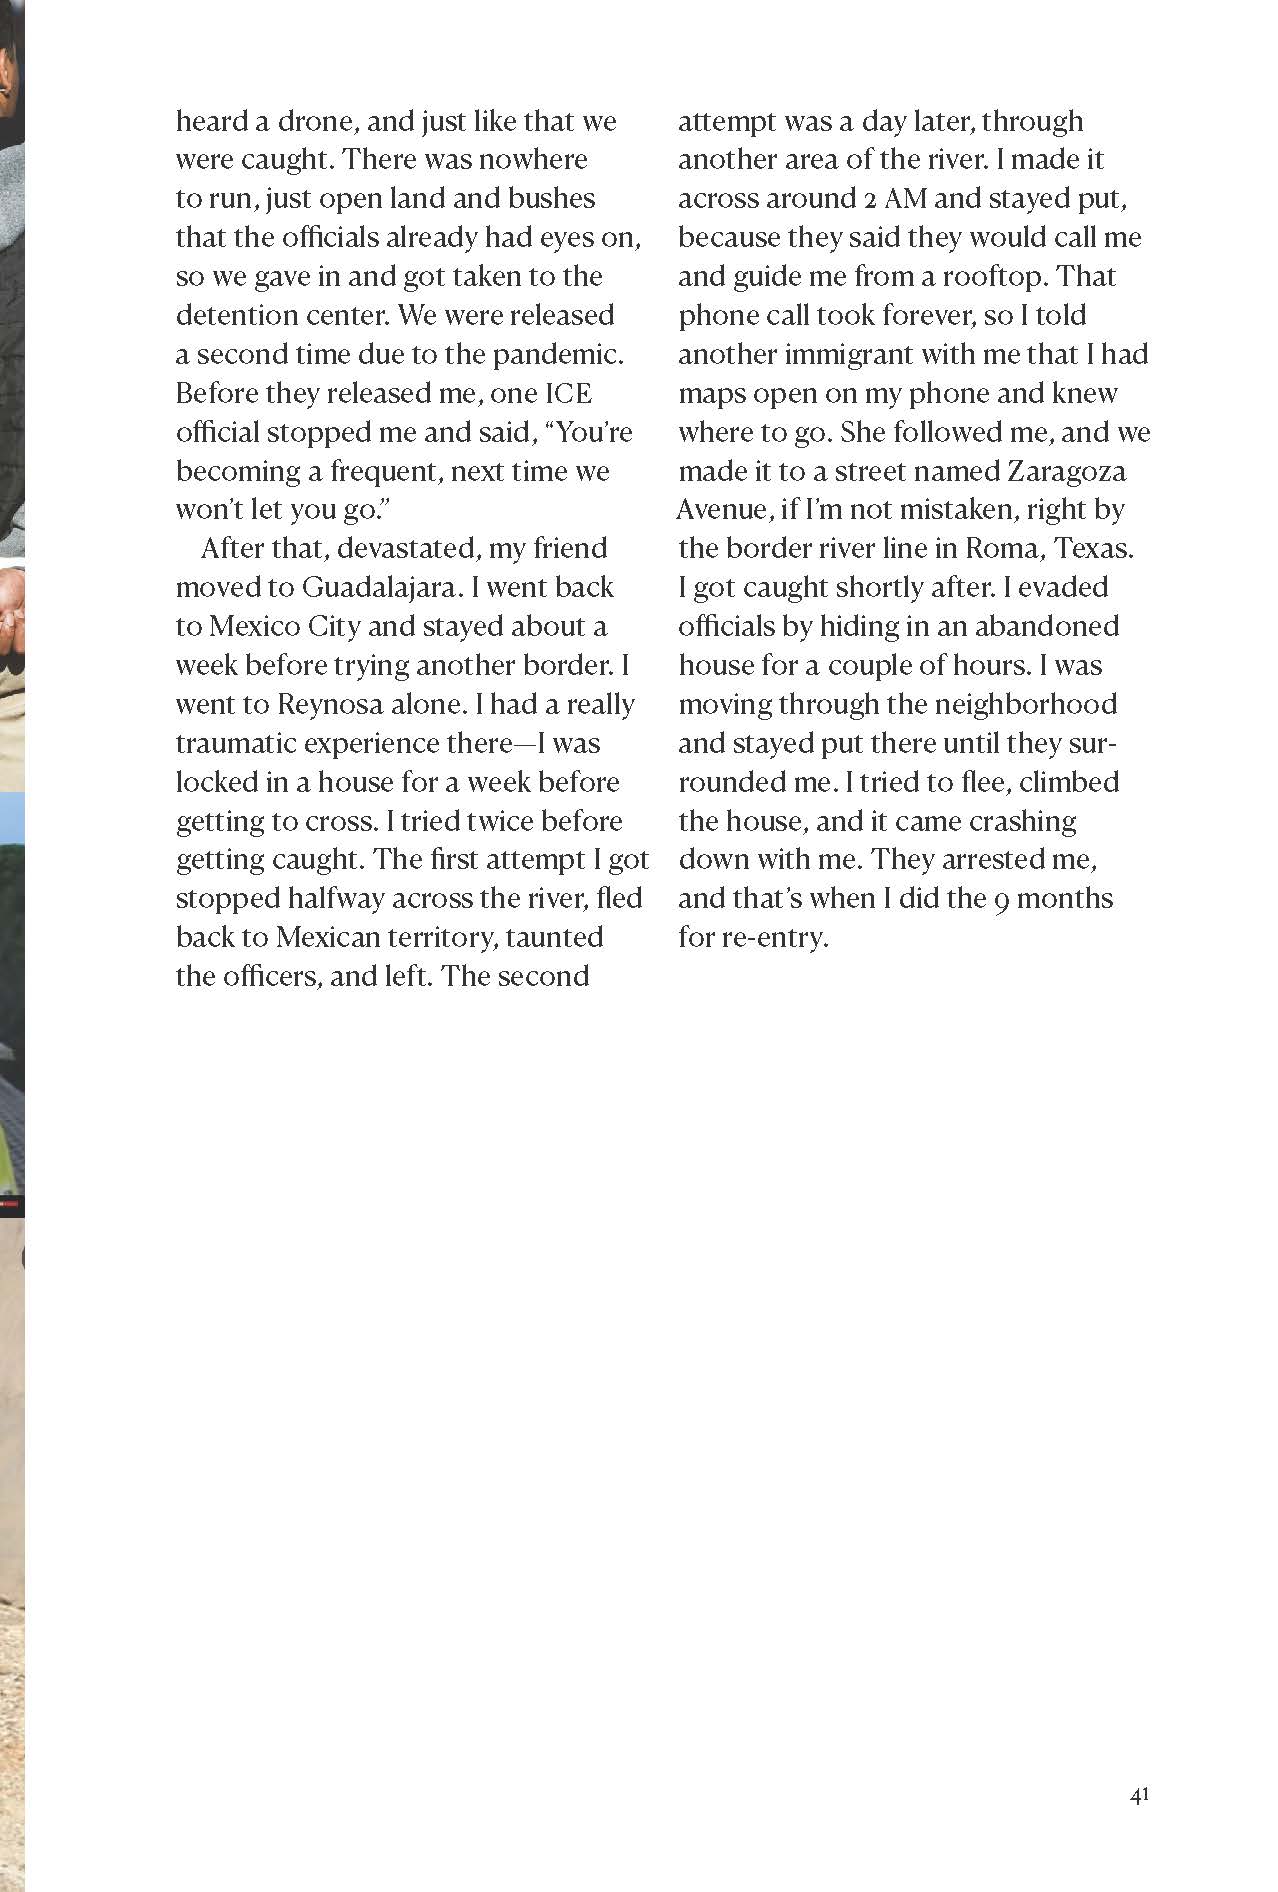 heard a drone, and just like that we
were caught. There was nowhere
to run, just open land and bushes
that the officials already had eyes on,
so we gave in and got taken to the
detention center. We were released
a second time due to the pandemic.
Before they released me, one ICE
official stopped me and said, “You’re
becoming a frequent, next time we
won’t let you go.”
After that, devastated, my friend
moved to Guadalajara. I went back
to Mexico City and stayed about a
week before trying another border. I
went to Reynosa alone. I had a really
traumatic experience there—I was
locked in a house for a week before
getting to cross. I tried twice before
getting caught. The first attempt I got
stopped halfway across the river, fled
back to Mexican territory, taunted
the officers, and left. The second
attempt was a day later, through
another area of the river. I made it
across around 2 AM and stayed put,
because they said they would call me
and guide me from a rooftop. That
phone call took forever, so I told
another immigrant with me that I had
maps open on my phone and knew
where to go. She followed me, and we
made it to a street named Zaragoza
Avenue, if I’m not mistaken, right by
the border river line in Roma, Texas.
I got caught shortly after. I evaded
officials by hiding in an abandoned
house for a couple of hours. I was
moving through the neighborhood
and stayed put there until they sur-
rounded me. I tried to flee, climbed
the house, and it came crashing
down with me. They arrested me,
and that’s when I did the 9 months
for re-entry.
41